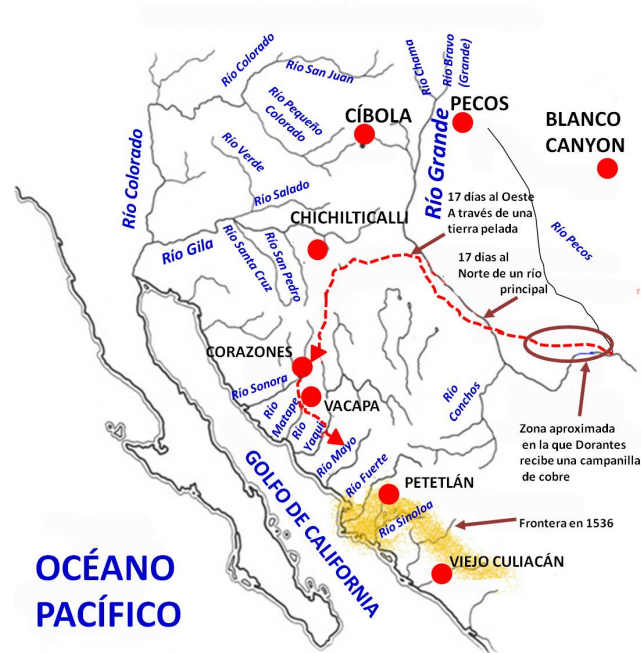 Río Colorado
Río San Juan
Río Chama
Río Bravo
(Grande)
Río Pequeño
Colorado
CÍBOLA
PECOS
BLANCO
CANYON
Río Verde
Río Grande
Río Colorado
Río Salado
17 días al Oeste
A través de una
tierra pelada
CHICHILTICALLI
Río Pecos
Río Gila
Río Santa Cruz
Río San Pedro
17 días al
Norte de un río
principal
CORAZONES
Río Sonora
Río
Matape
VACAPA
Río
Conchos
Río
Yaqui
Río Mayo
Zona aproximada
en la que Dorantes
recibe una campanilla
de cobre
GOLFO DE CALIFORNIA
Río Fuerte
PETETLÁN
Río Sinoloa
Frontera en 1536
OCÉANO
PACÍFICO
VIEJO CULIACÁN